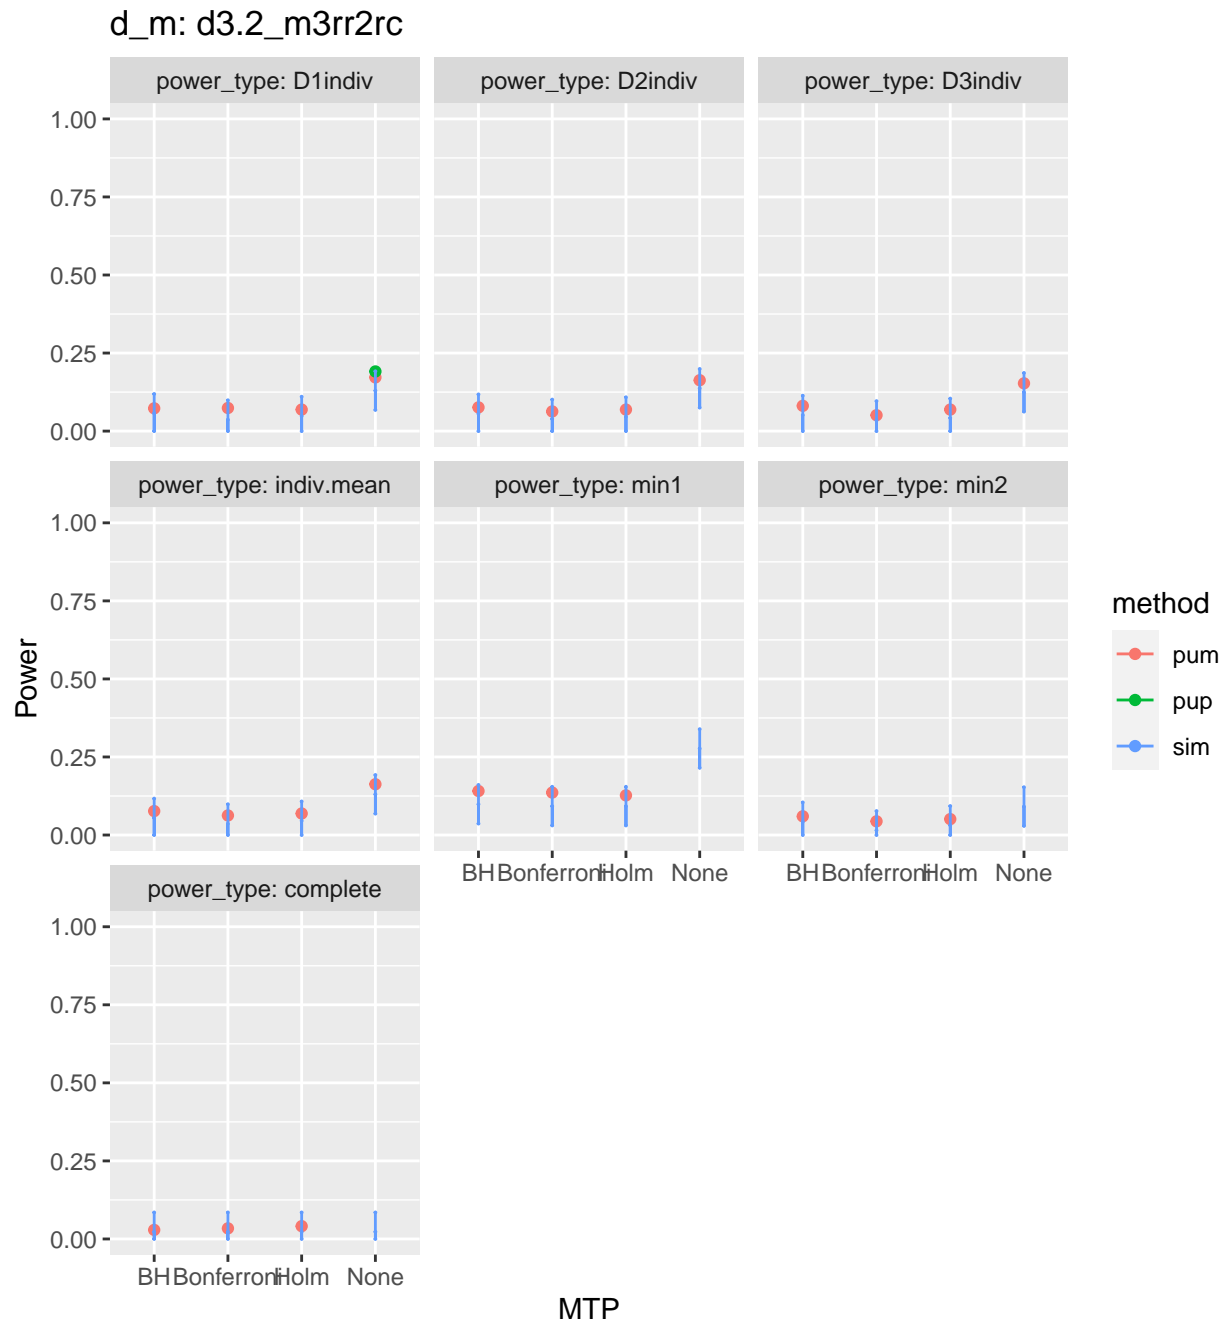 d_m: d3.2_m3rr2rc
power_type: D1indiv
power_type: D2indiv
power_type: D3indiv
1.00
0.75
0.50
0.25
0.00
power_type: indiv.mean
power_type: min1
power_type: min2
1.00
0.75
0.50
0.25
0.00
BH Bonferroni Holm None
BH Bonferroni Holm None
power_type: complete
1.00
0.75
0.50
0.25
0.00
BH Bonferroni Holm None
MTP
Power
method
pum
pup
sim